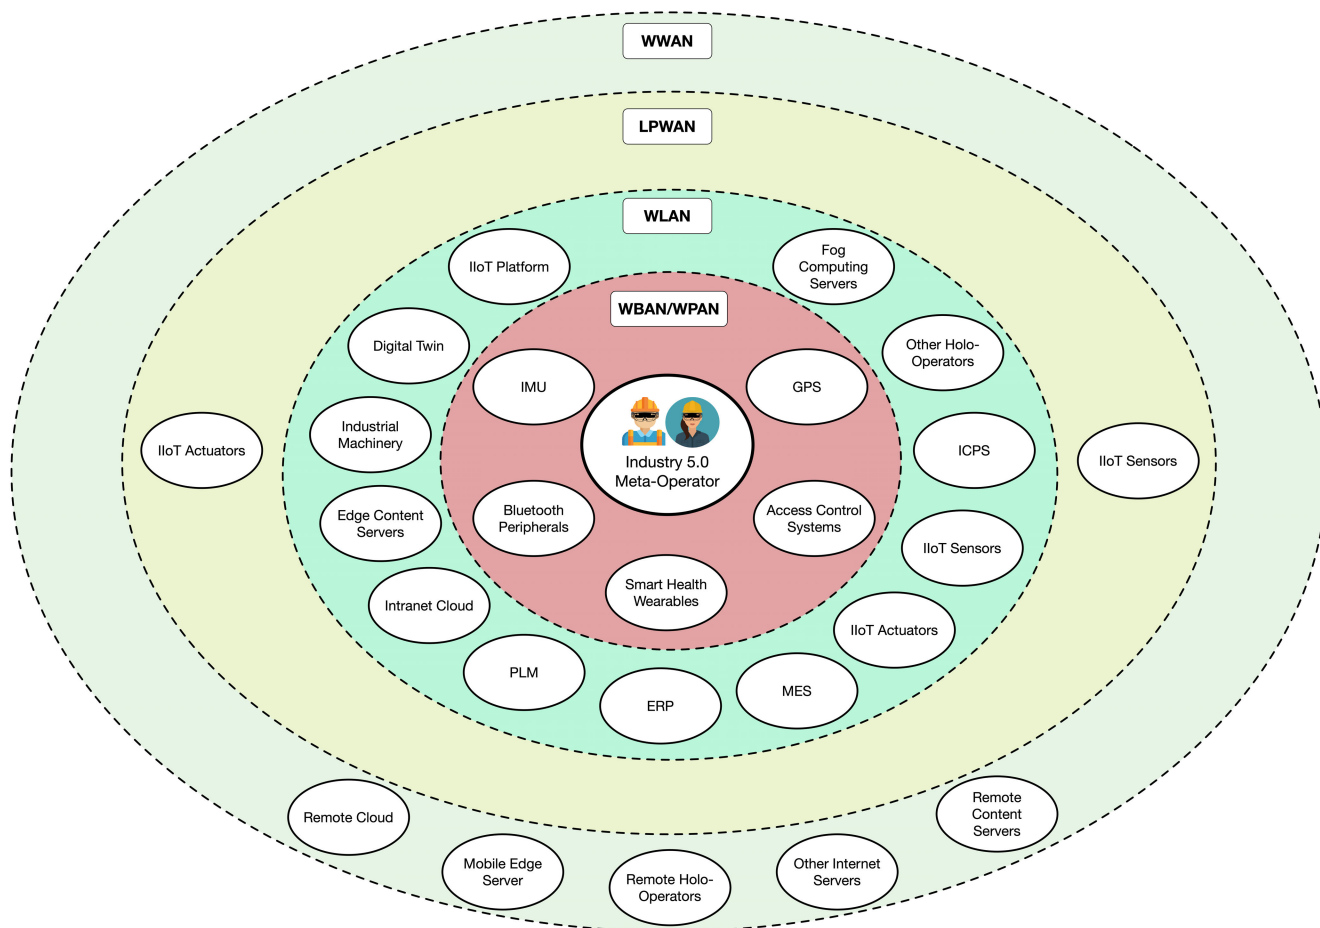 WWAN
LPWAN
WLAN
IIoT Platform
Fog
Computing
Servers
WBAN/WPAN
Digital Twin
Other Holo-
Operators
IMU
GPS
Industrial
Machinery
Industry 5.0
Meta-Operator
ICPS
IIoT Actuators
IIoT Sensors
Edge Content
Servers
Bluetooth
Peripherals
Access Control
Systems
IIoT Sensors
Intranet Cloud
Smart Health
Wearables
IIoT Actuators
PLM
ERP
MES
Remote Cloud
Mobile Edge
Server
Remote Holo-
Operators
Other Internet
Servers
Remote
Content
Servers